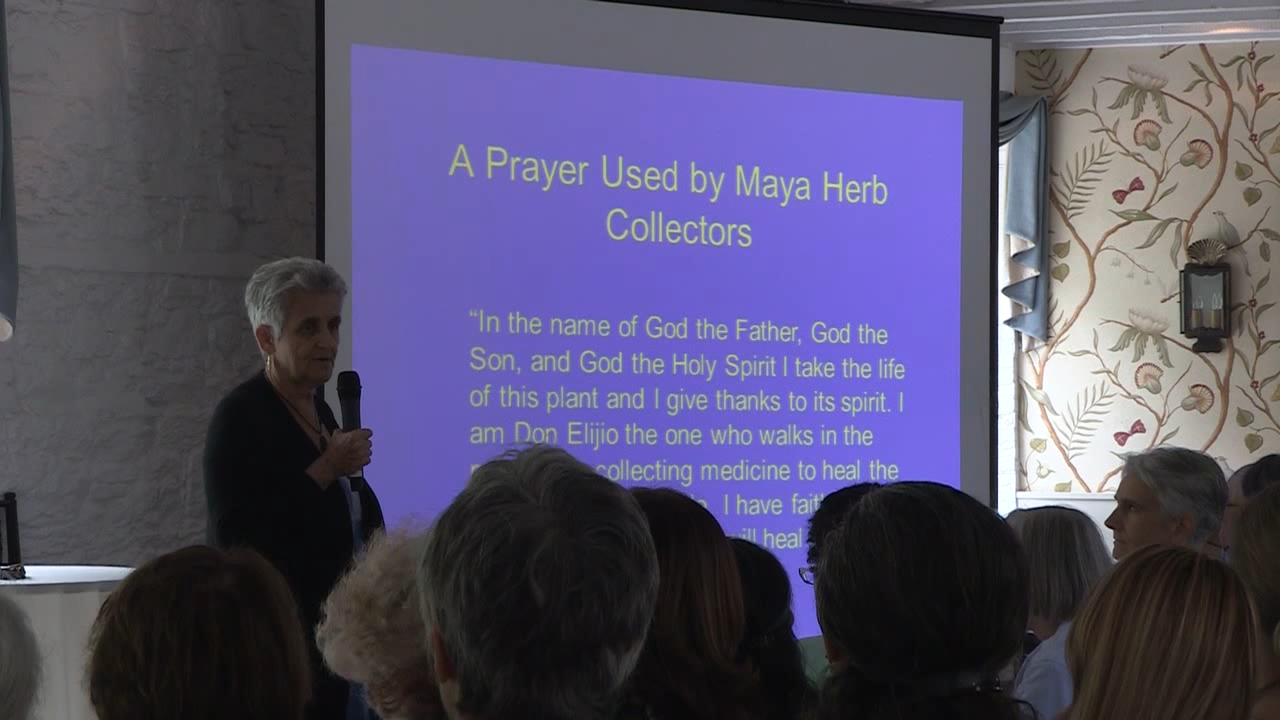 A Prayer Used by Maya Herb
Collectors
“In the name of God the Father, God the
Son, and God the Holy Spirit I take the life
of this plant and I give thanks to its spirit. I
am Don Elijio the one who walks in the
collecting medicine to heal the
I have
heal